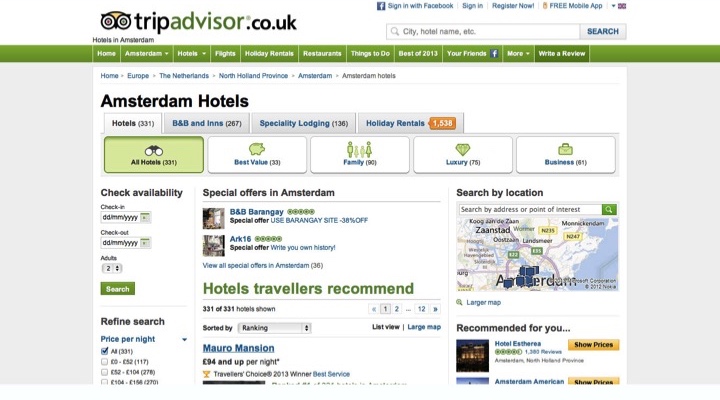 Sign in with Facebook Sign in Register Now! FREE Mobile App
tripadvisor.co.uk
Hotels in Amsterdam
City, hotel name, etc. SEARCH
Home Amsterdam Hotels Flights Holiday Rentals Restaurants Things to Do Best of 2013 Your Friends More Write a Review
Home Europe The Netherlands North Holland Province Amsterdam Amsterdam hotels
Amsterdam Hotels
Hotels (331) B&B and Inns (267) Speciality Lodging (136) Holiday Rentals 1,538
All Hotels (331) Best Value (33) Family (90) Luxury (75) Business (61)
Check availability
Check-in
dd/mm/yyyy
Check-out
dd/mm/yyyy
Adults
2
Search
Refine search
Price per night
All (331)
£0 - £52 (117)
£52 - £104 (278)
£104 - £156 (270)
Special offers in Amsterdam
B&B Barangay
Special offer USE BARANGAY SITE -38%OFF
Ark16
Special offer Write you own history!
View all special offers in Amsterdam (36)
Hotels travellers recommend
331 of 331 hotels shown « 1 2 ... 12 »
Sorted by Ranking List view | Large map
Mauro Mansion
£94 and up per night*
Travellers' Choice® 2013 Winner Best Service
Search by location
Search by address or point of interest
Koog aan de Zaan
Zaanstad
Oostzaan
Landsmeer
Monnickendam
N235
N247
E22
E35
Amsterdam
Corporation
© 2012 Nokia
Larger map
Recommended for you...
Hotel Estherea Show Prices
1,380 Reviews
Amsterdam, North Holland Province
Amsterdam American Show Prices